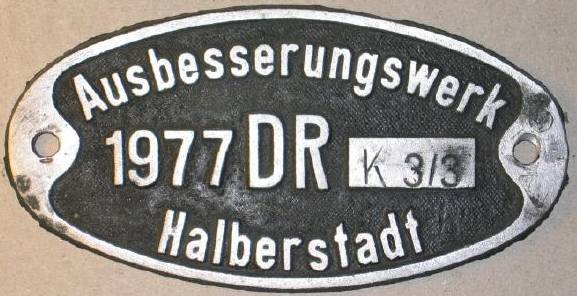 Ausbesserungswerk
1977 DR K 3/3
Halberstadt